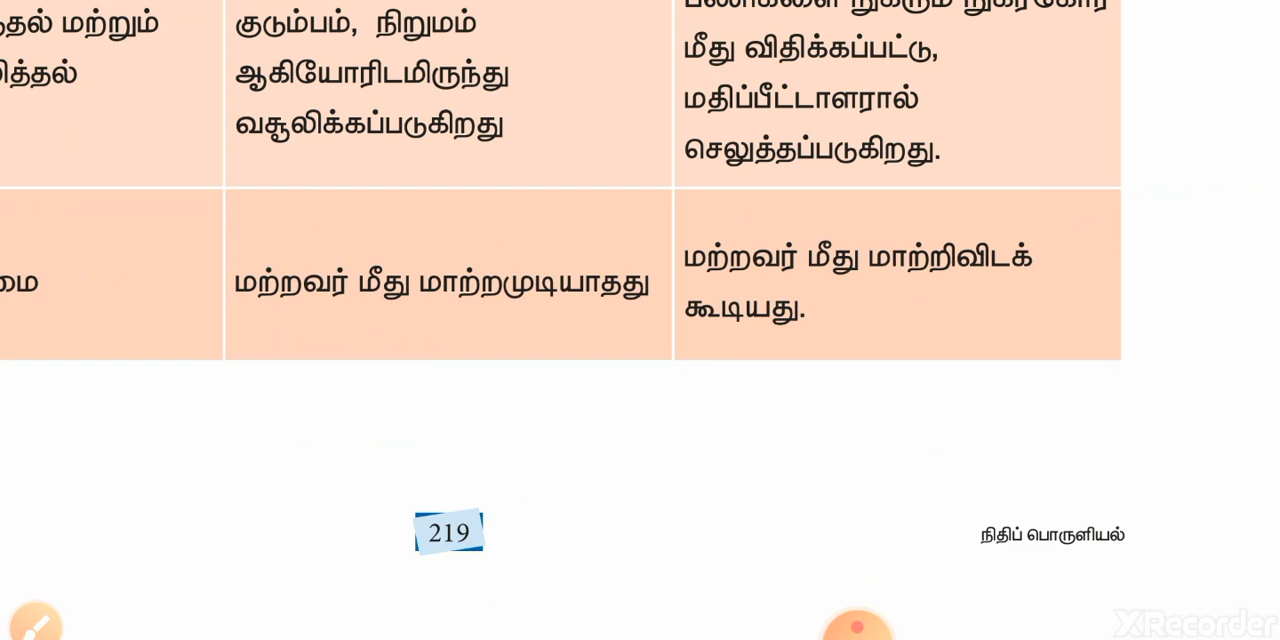 மற்றும்
குடும்பம், நிறுமம்
ஆகியோரிடமிருந்து
வசூலிக்கப்படுகிறது
மீது விதிக்கப்பட்டு,
மதிப்பீட்டாளரால்
செலுத்தப்படுகிறது.
மற்றவர் மீது மாற்றமுடியாதது
மற்றவர் மீது மாற்றிவிடக்
கூடியது.
219
நிதிப் பொருளியல்
XRecorder